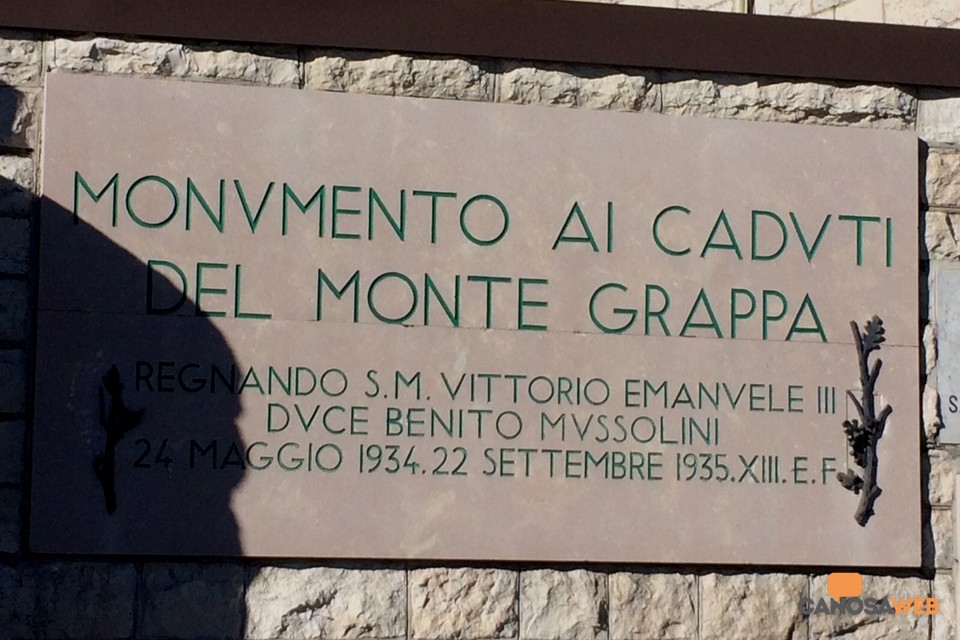 MONVMENTO AI CADVTI
DEL MONTE GRAPPA
REGNANDO S.M. VITTORIO EMANVELE III
DVCE BENITO MVSSOLINI
24 MAGGIO 1934.22 SETTEMBRE 1935.XIII.E.F.
S
CANOSAWEB